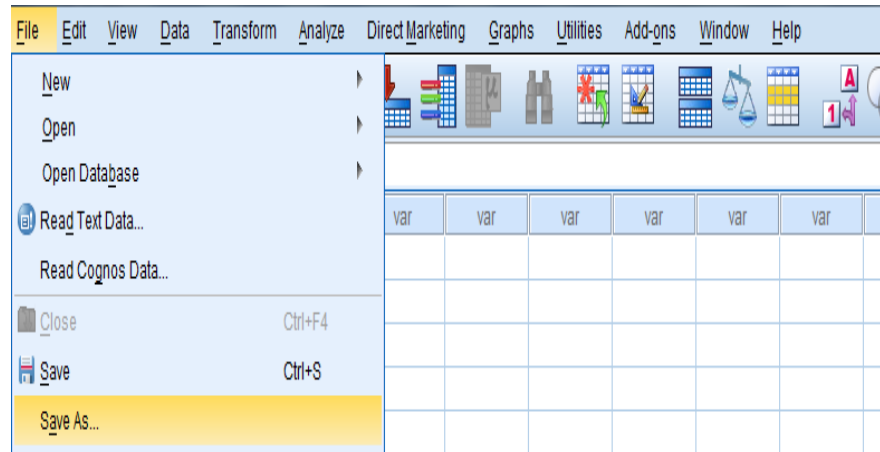 File Edit View Data Transform Analyze Direct Marketing Graphs Utilities Add-ons Window Help
New
Open
Open Database
Read Text Data...
Read Cognos Data...
Close Ctrl+F4
Save Ctrl+S
Save As...
μ
A
1
var var var var var var